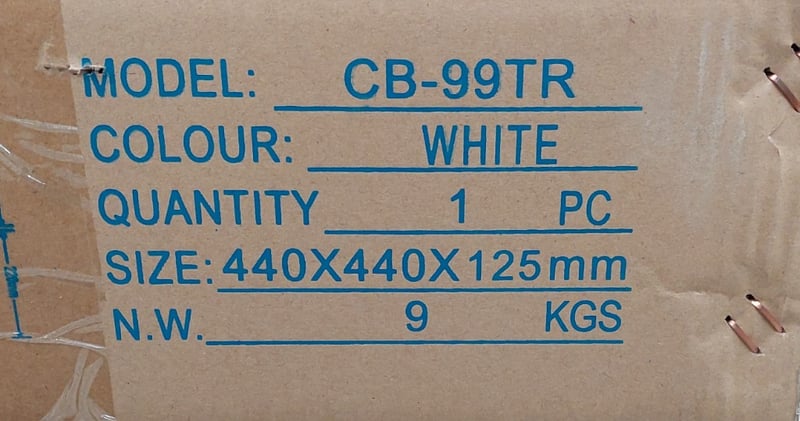 MODEL: CB-99TR
COLOUR: WHITE
QUANTITY 1 PC
SIZE: 440X440X125mm
N.W. 9 KGS